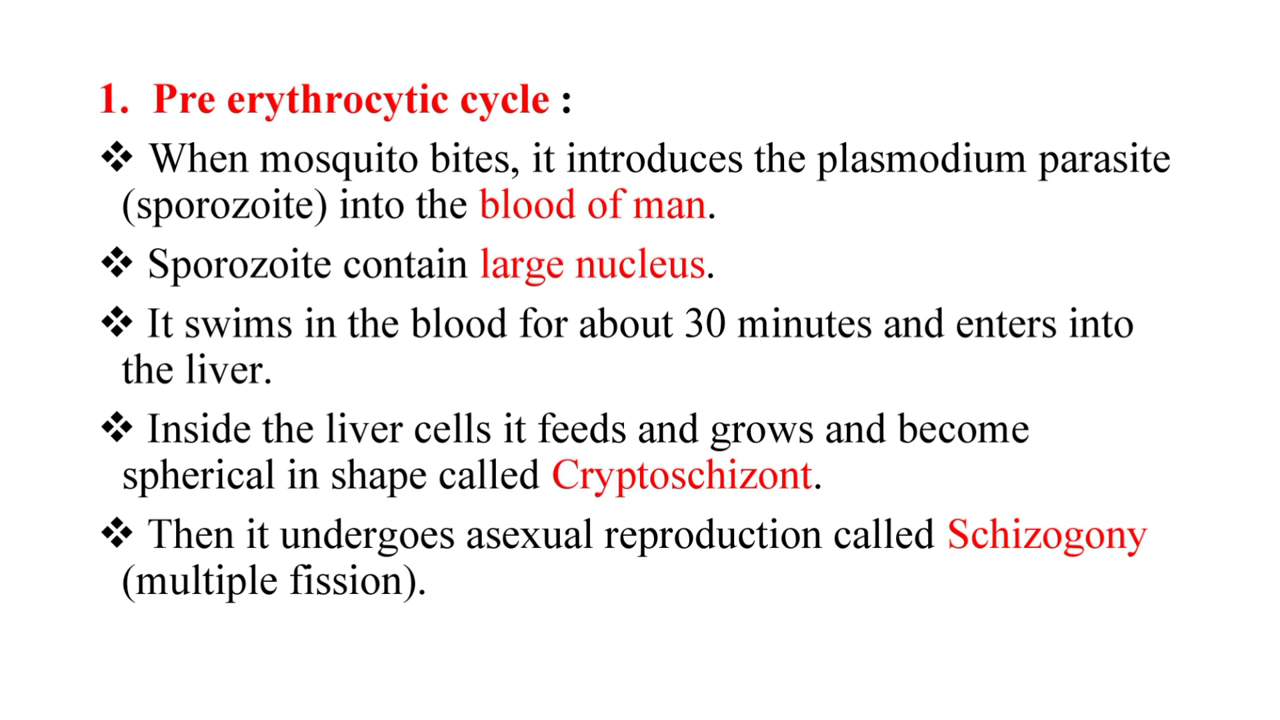 1. Pre erythrocytic cycle :
❖ When mosquito bites, it introduces the plasmodium parasite
(sporozoite) into the blood of man.
❖ Sporozoite contain large nucleus.
❖ It swims in the blood for about 30 minutes and enters into
the liver.
❖ Inside the liver cells it feeds and grows and become
spherical in shape called Cryptoschizont.
❖ Then it undergoes asexual reproduction called Schizogony
(multiple fission).